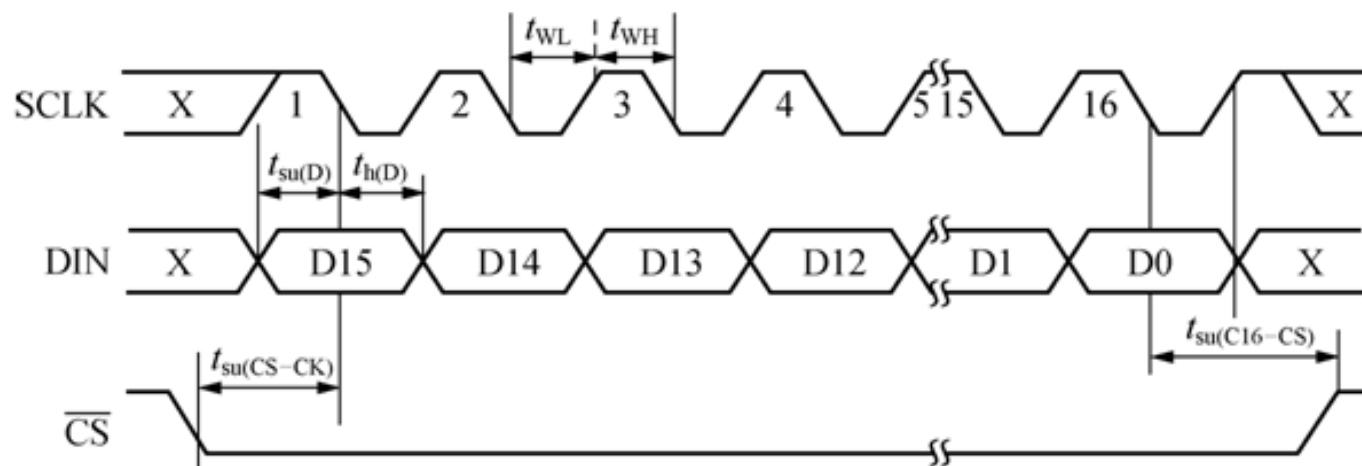 t_WL t_WH
SCLK X 1 2 3 4 5 15 16 X
t_su(D) t_h(D)
DIN X D15 D14 D13 D12 D1 D0 X
t_su(CS−CK) t_su(C16−CS)
C̅S̅